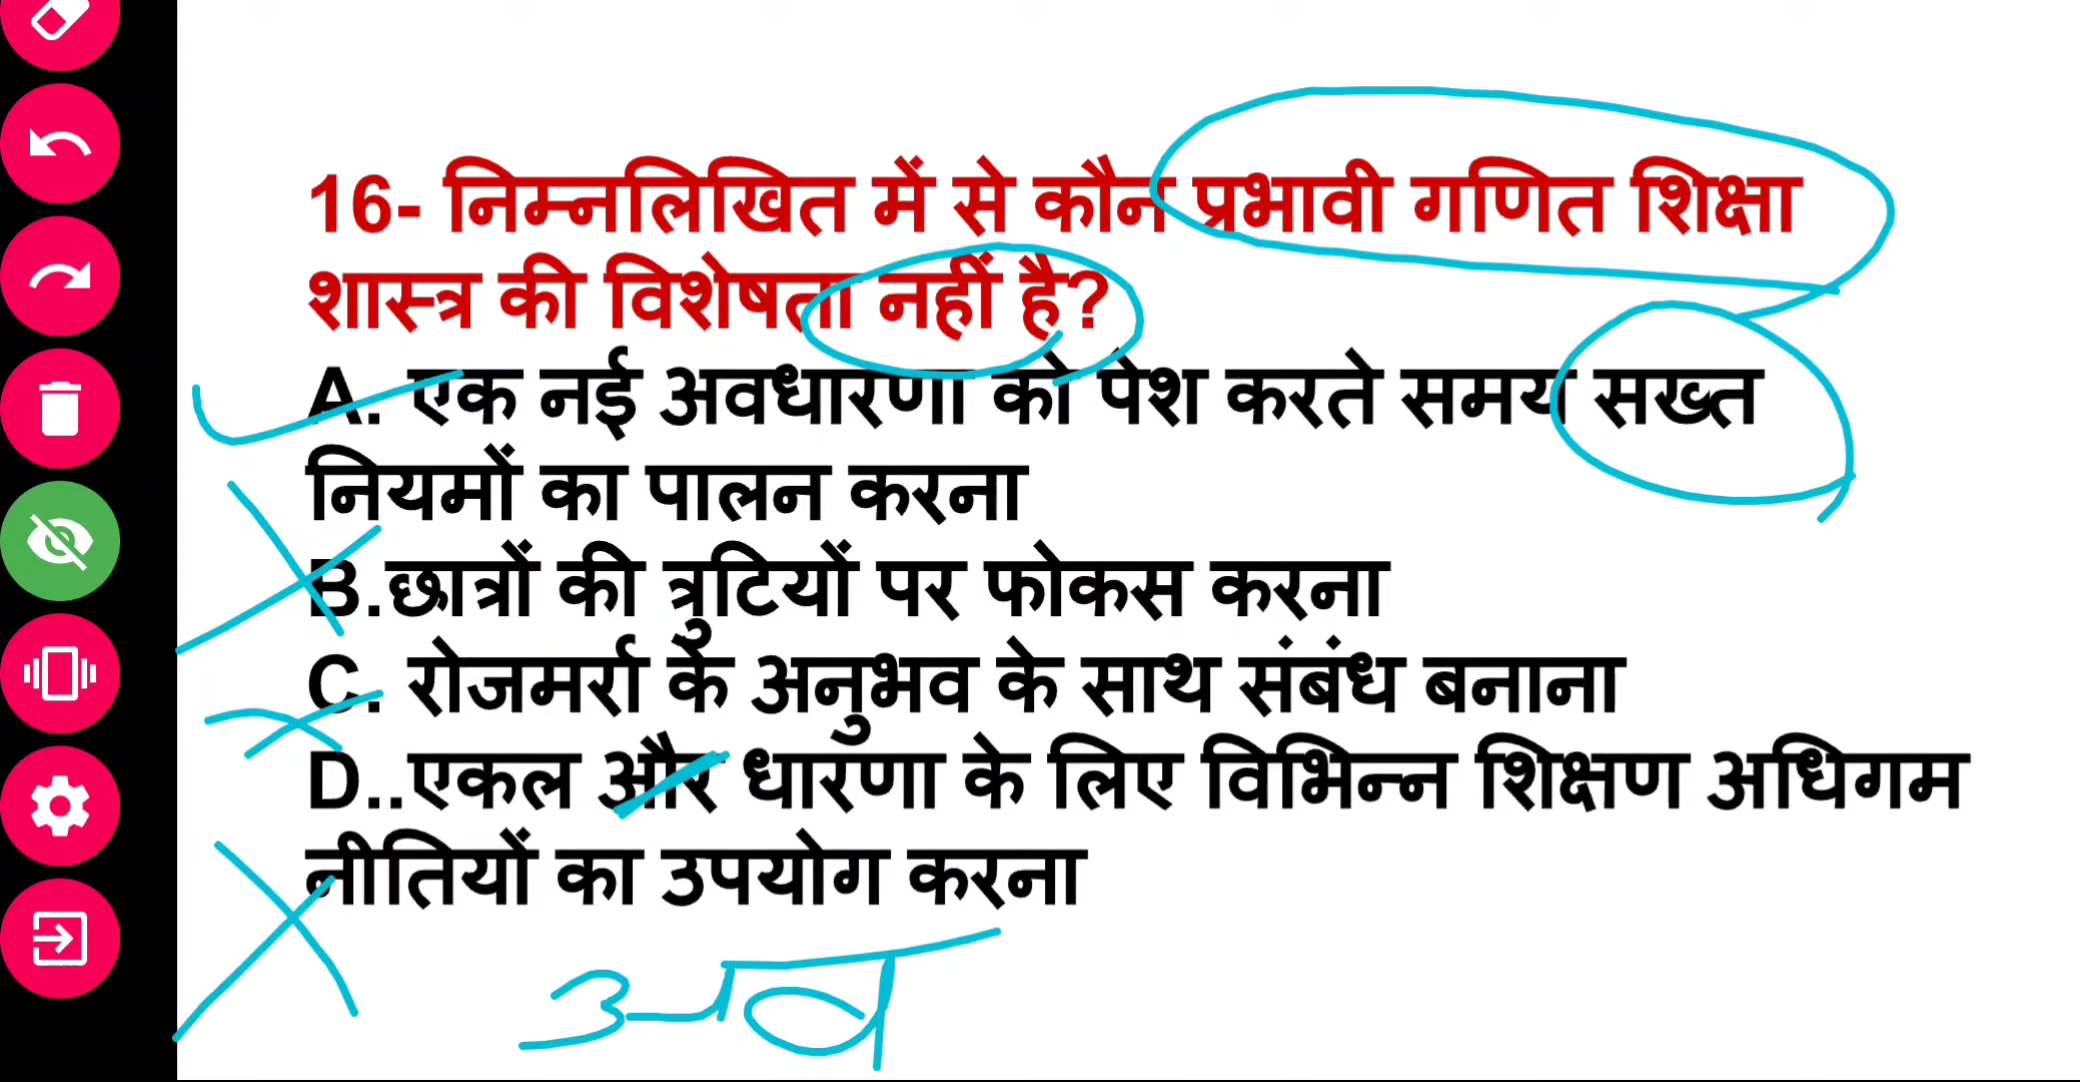 16- निम्नलिखित में से कौन प्रभावी गणित शिक्षा
शास्त्र की विशेषता नहीं है?
A. एक नई अवधारणा को पेश करते समय सख्त
नियमों का पालन करना
B.छात्रों की त्रुटियों पर फोकस करना
C. रोजमर्रा के अनुभव के साथ संबंध बनाना
D..एकल और धारणा के लिए विभिन्न शिक्षण अधिगम
नीतियों का उपयोग करना
अव